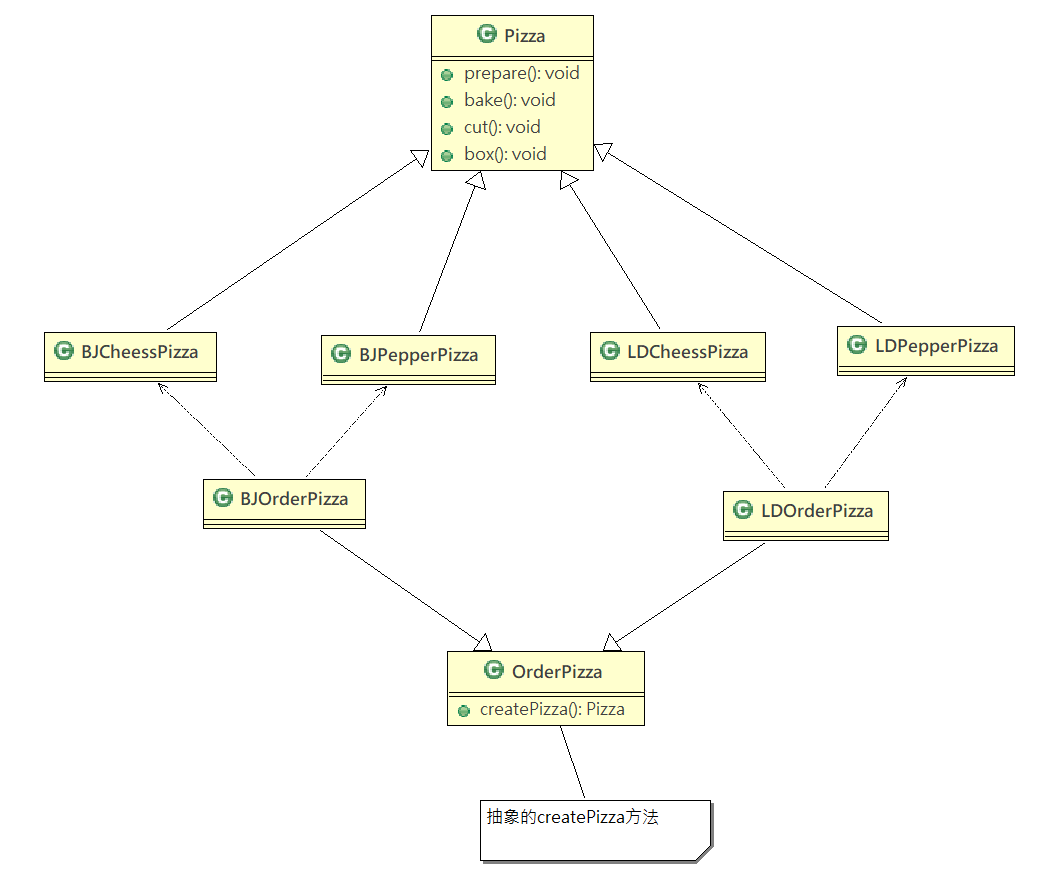 Pizza
prepare(): void
bake(): void
cut(): void
box(): void
BJCheessPizza
BJPepperPizza
LDCheessPizza
LDPepperPizza
BJOrderPizza
LDOrderPizza
OrderPizza
createPizza(): Pizza
抽象的createPizza方法